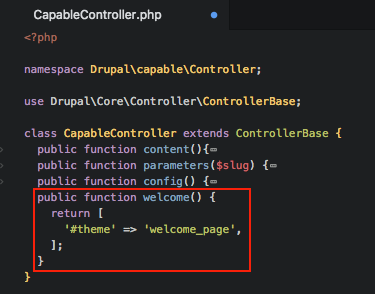 CapableController.php
<?php
namespace Drupal\capable\Controller;
use Drupal\Core\Controller\ControllerBase;
class CapableController extends ControllerBase {
public function content(){
public function parameters($slug) {
public function config() {
public function welcome() {
return [
'#theme' => 'welcome_page',
];
}
}